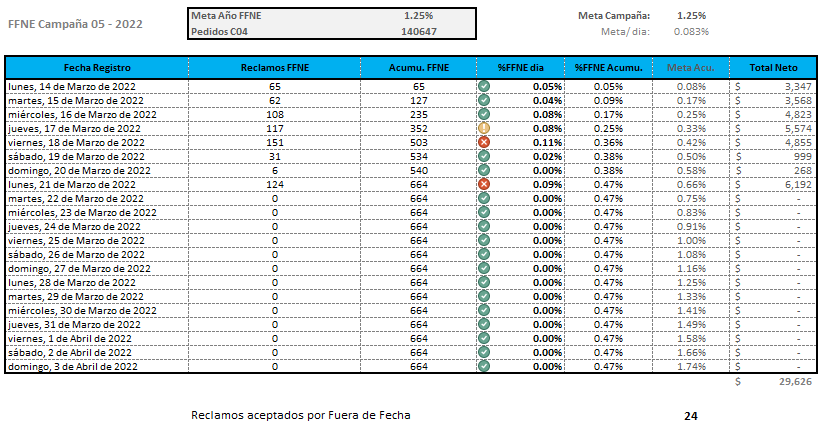 FFNE Campaña 05 - 2022
Meta Año FFNE 1.25% Meta Campaña: 1.25%
Pedidos C04 140647 Meta/ dia: 0.083%
Fecha Registro Reclamos FFNE Acumu. FFNE %FFNE dia %FFNE Acumu. Meta Acu. Total Neto
lunes, 14 de Marzo de 2022 65 65 0.05% 0.05% 0.08% $ 3,347
martes, 15 de Marzo de 2022 62 127 0.04% 0.09% 0.17% $ 3,568
miércoles, 16 de Marzo de 2022 108 235 0.08% 0.17% 0.25% $ 4,823
jueves, 17 de Marzo de 2022 117 352 0.08% 0.25% 0.33% $ 5,574
viernes, 18 de Marzo de 2022 151 503 0.11% 0.36% 0.42% $ 4,855
sábado, 19 de Marzo de 2022 31 534 0.02% 0.38% 0.50% $ 999
domingo, 20 de Marzo de 2022 6 540 0.00% 0.38% 0.58% $ 268
lunes, 21 de Marzo de 2022 124 664 0.09% 0.47% 0.66% $ 6,192
martes, 22 de Marzo de 2022 0 664 0.00% 0.47% 0.75% $ -
miércoles, 23 de Marzo de 2022 0 664 0.00% 0.47% 0.83% $ -
jueves, 24 de Marzo de 2022 0 664 0.00% 0.47% 0.91% $ -
viernes, 25 de Marzo de 2022 0 664 0.00% 0.47% 1.00% $ -
sábado, 26 de Marzo de 2022 0 664 0.00% 0.47% 1.08% $ -
domingo, 27 de Marzo de 2022 0 664 0.00% 0.47% 1.16% $ -
lunes, 28 de Marzo de 2022 0 664 0.00% 0.47% 1.25% $ -
martes, 29 de Marzo de 2022 0 664 0.00% 0.47% 1.33% $ -
miércoles, 30 de Marzo de 2022 0 664 0.00% 0.47% 1.41% $ -
jueves, 31 de Marzo de 2022 0 664 0.00% 0.47% 1.49% $ -
viernes, 1 de Abril de 2022 0 664 0.00% 0.47% 1.58% $ -
sábado, 2 de Abril de 2022 0 664 0.00% 0.47% 1.66% $ -
domingo, 3 de Abril de 2022 0 664 0.00% 0.47% 1.74% $ -
$ 29,626
Reclamos aceptados por Fuera de Fecha 24